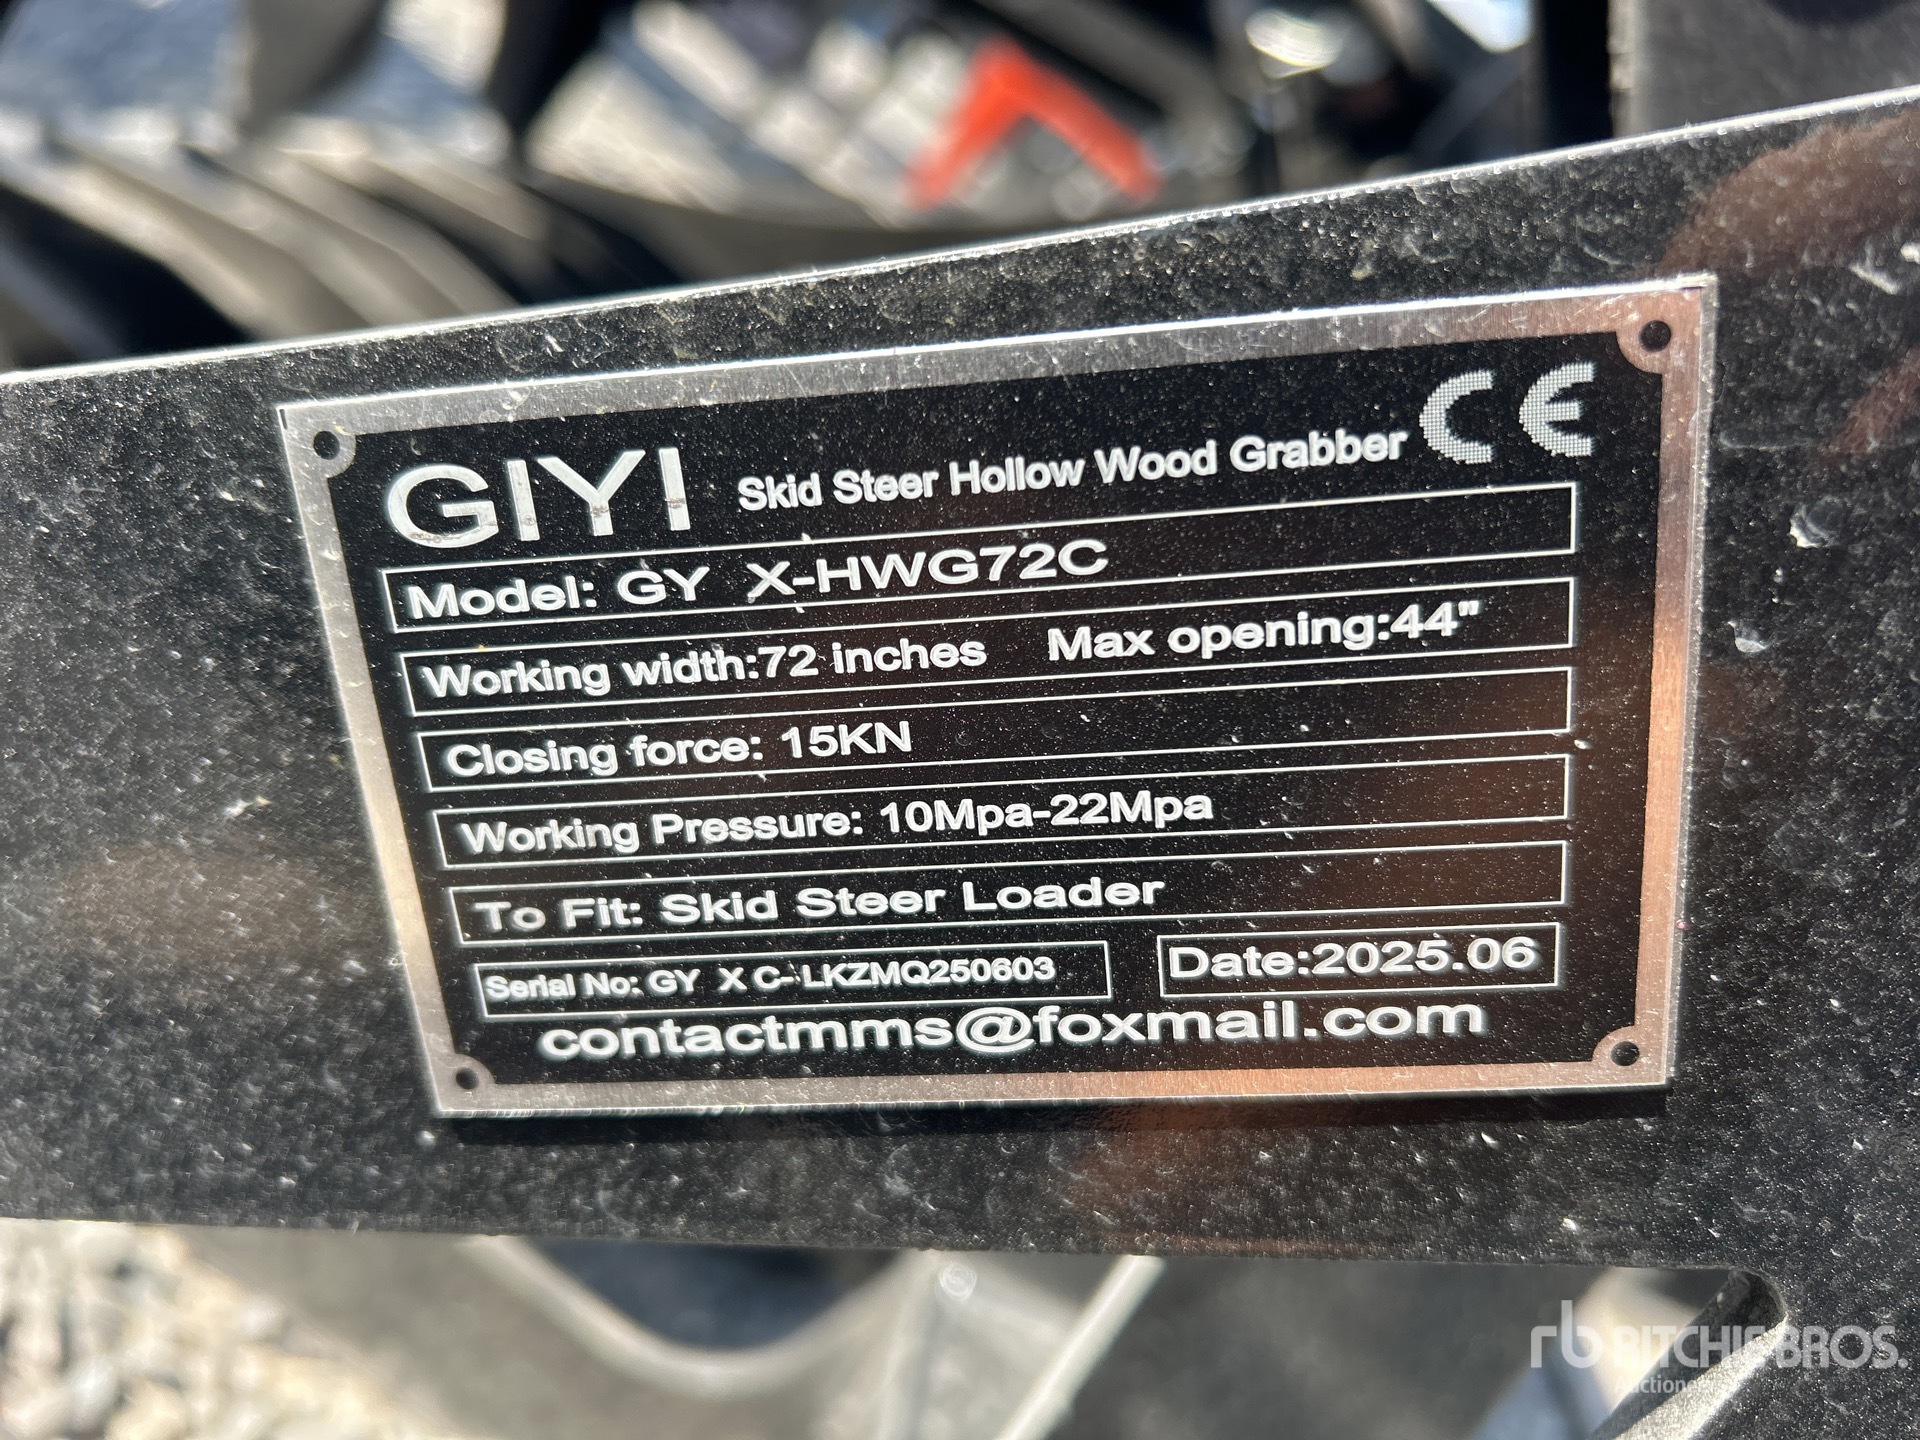 GIYI Skid Steer Hollow Wood Grabber CE
Model: GY X-HWG72C
Working width:72 inches Max opening:44"
Closing force: 15KN
Working Pressure: 10Mpa-22Mpa
To Fit: Skid Steer Loader
Serial No: GY X C-LKZMQ250603 Date:2025.06
contactmms@foxmail.com
rb RITCHIE BROS.
Auctioneers